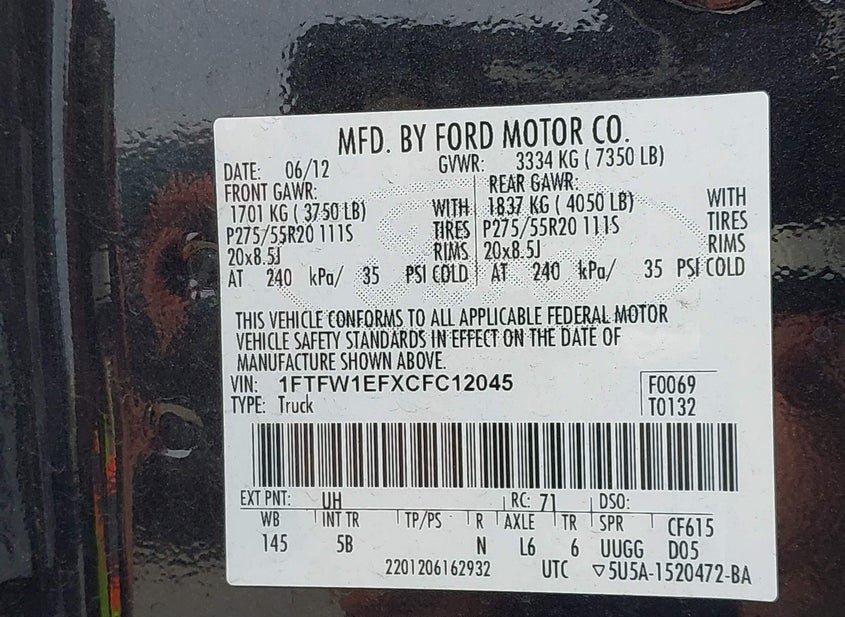 MFD. BY FORD MOTOR CO.
DATE: 06/12 GVWR: 3334 KG ( 7350 LB)
FRONT GAWR: REAR GAWR:
1701 KG ( 3750 LB) WITH 1837 KG ( 4050 LB) WITH
P275/55R20 111S TIRES P275/55R20 111S TIRES
20x8.5J RIMS 20x8.5J RIMS
AT 240 kPa/ 35 PSI COLD AT 240 kPa/ 35 PSI COLD
THIS VEHICLE CONFORMS TO ALL APPLICABLE FEDERAL MOTOR
VEHICLE SAFETY STANDARDS IN EFFECT ON THE DATE OF
MANUFACTURE SHOWN ABOVE.
VIN: 1FTFW1EFXCFC12045 F0069
TYPE: Truck T0132
EXT PNT: UH RC: 71 DSO:
WB INT TR TP/PS R AXLE TR SPR CF615
145 5B N L6 6 UUGG D05
2201206162932 UTC ▽5U5A-1520472-BA